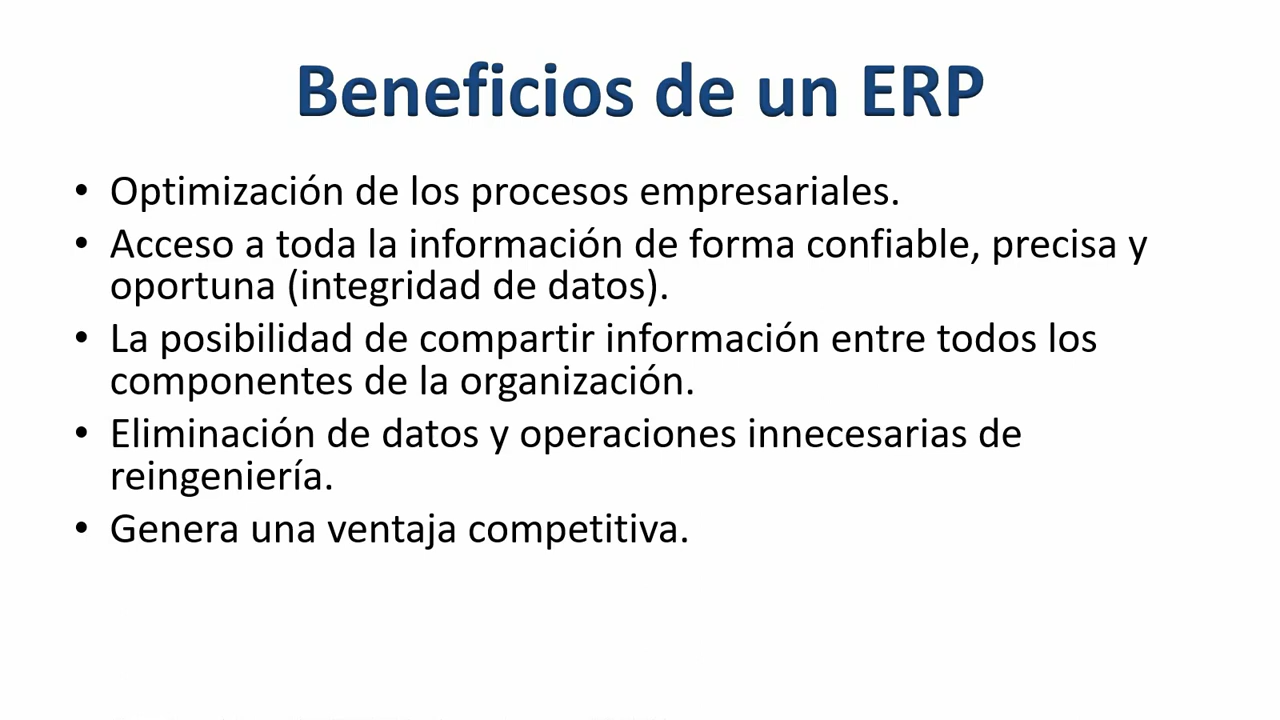 Beneficios de un ERP
• Optimización de los procesos empresariales.
• Acceso a toda la información de forma confiable, precisa y
oportuna (integridad de datos).
• La posibilidad de compartir información entre todos los
componentes de la organización.
• Eliminación de datos y operaciones innecesarias de
reingeniería.
• Genera una ventaja competitiva.